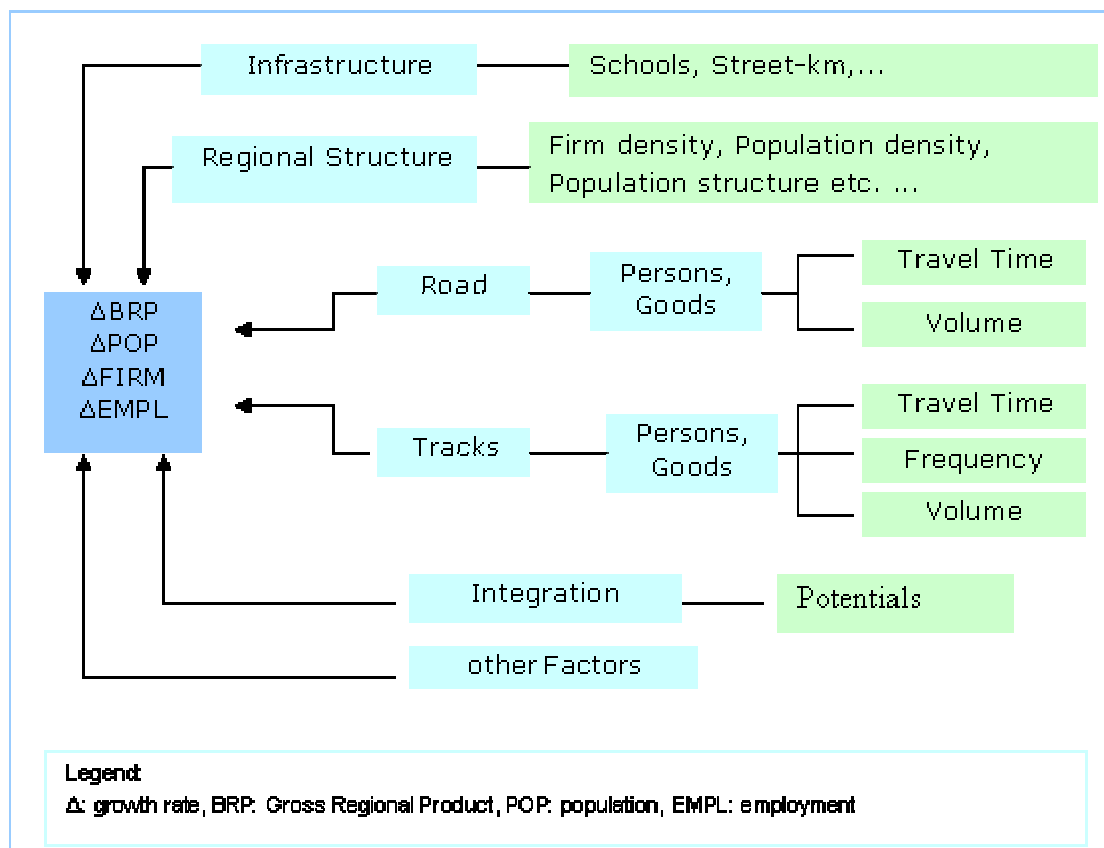 Infrastructure
Schools, Street-km,...
Regional Structure
Firm density, Population density,
Population structure etc. ...
Road
Persons,
Goods
Travel Time
Volume
ΔBRP
ΔPOP
ΔFIRM
ΔEMPL
Tracks
Persons,
Goods
Travel Time
Frequency
Volume
Integration
Potentials
other Factors
Legend:
Δ: growth rate, BRP: Gross Regional Product, POP: population, EMPL: employment